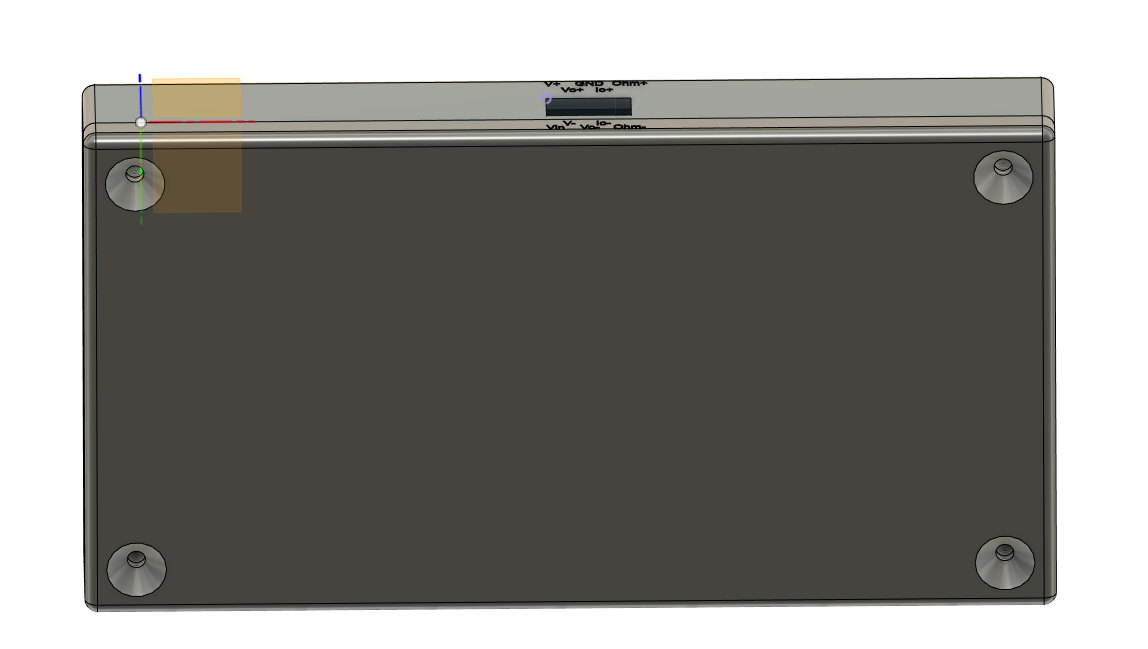 V+ GND Ohm+
Vo+ Io+
V- Io-
Vin Vo- Ohm-